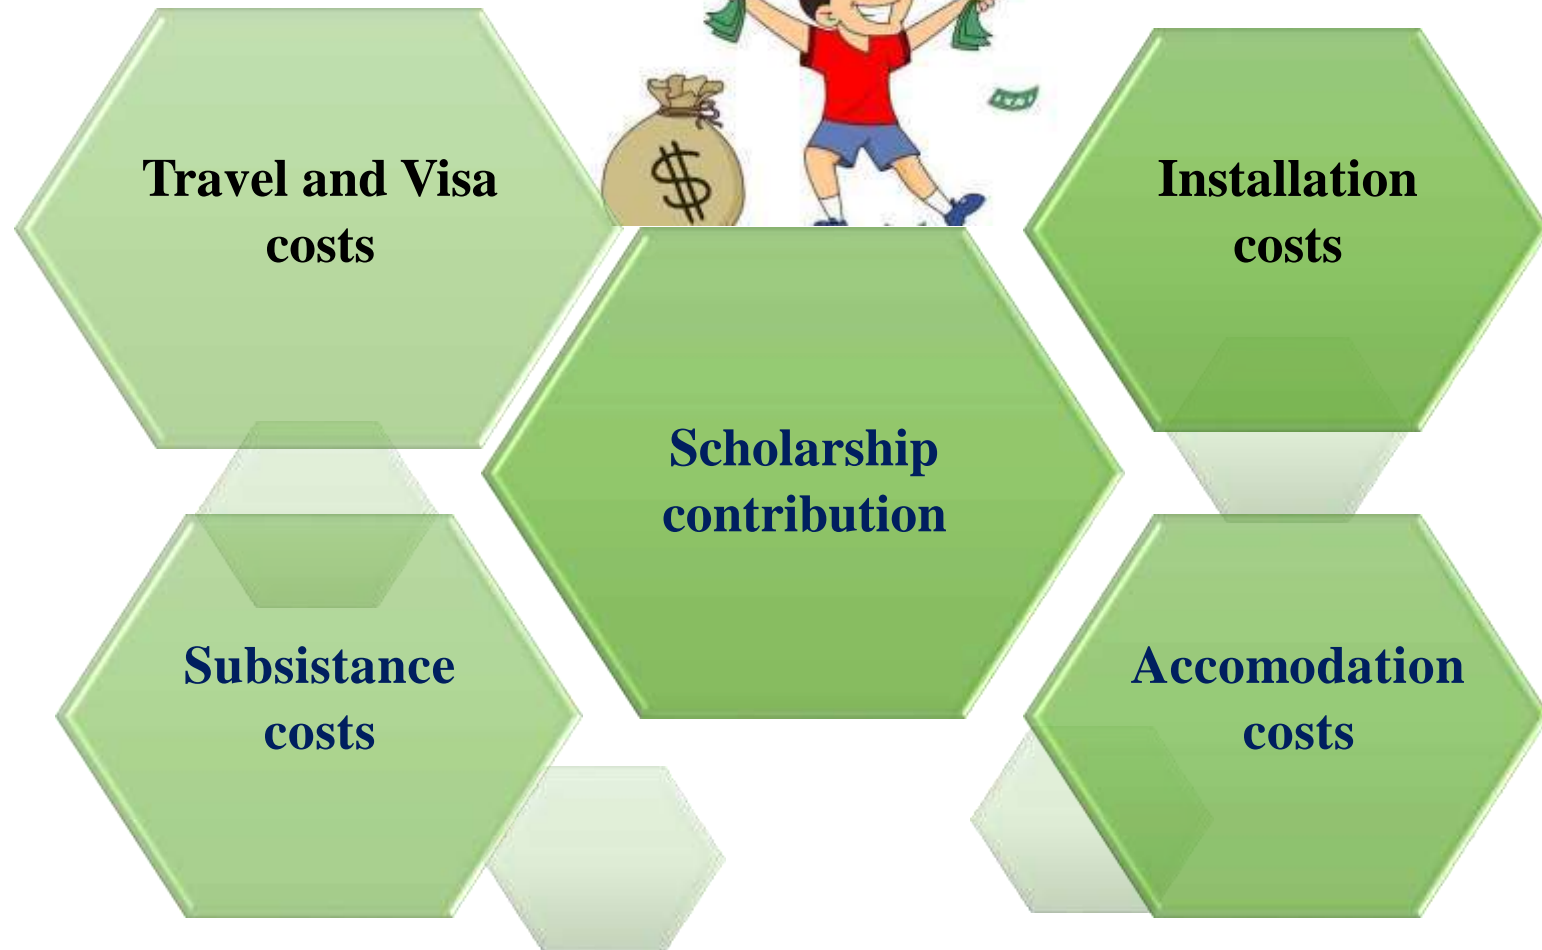 Travel and Visa
costs
$
Installation
costs
Scholarship
contribution
Subsistance
costs
Accomodation
costs